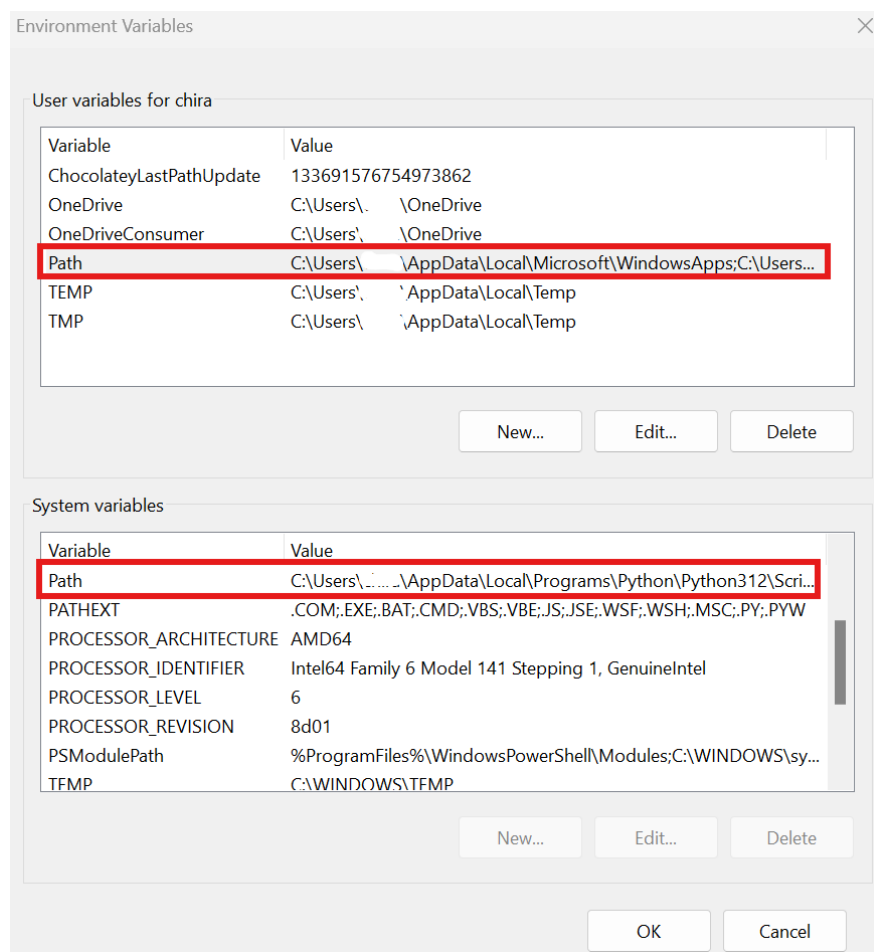 Environment Variables
User variables for chira
Variable Value
ChocolateyLastPathUpdate 133691576754973862
OneDrive C:\Users\ \OneDrive
OneDriveConsumer C:\Users\ \OneDrive
Path C:\Users\ \AppData\Local\Microsoft\WindowsApps;C:\Users...
TEMP C:\Users\ \AppData\Local\Temp
TMP C:\Users\ \AppData\Local\Temp
New... Edit... Delete
System variables
Variable Value
Path C:\Users\ \AppData\Local\Programs\Python\Python312\Scri...
PATHEXT .COM;.EXE;.BAT;.CMD;.VBS;.VBE;.JS;.JSE;.WSF;.WSH;.MSC;.PY;.PYW
PROCESSOR_ARCHITECTURE AMD64
PROCESSOR_IDENTIFIER Intel64 Family 6 Model 141 Stepping 1, GenuineIntel
PROCESSOR_LEVEL 6
PROCESSOR_REVISION 8d01
PSModulePath %ProgramFiles%\WindowsPowerShell\Modules;C:\WINDOWS\sy...
TEMP C:\WINDOWS\TEMP
New... Edit... Delete
OK Cancel